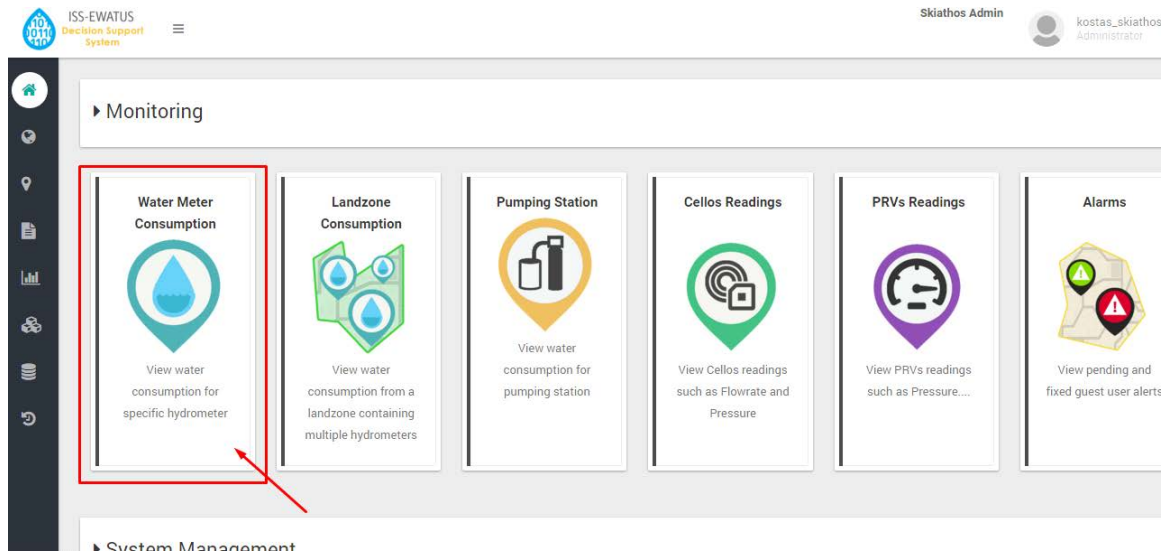 ISS-EWATUS
Decision Support
System
Skiathos Admin
kostas_skiathos
Administrator
Monitoring
Water Meter
Consumption
View water
consumption for
specific hydrometer
Landzone
Consumption
View water
consumption from a
landzone containing
multiple hydrometers
Pumping Station
View water
consumption for
pumping station
Cellos Readings
View Cellos readings
such as Flowrate and
Pressure
PRVs Readings
View PRVs readings
such as Pressure....
Alarms
View pending and
fixed guest user alerts
System Management